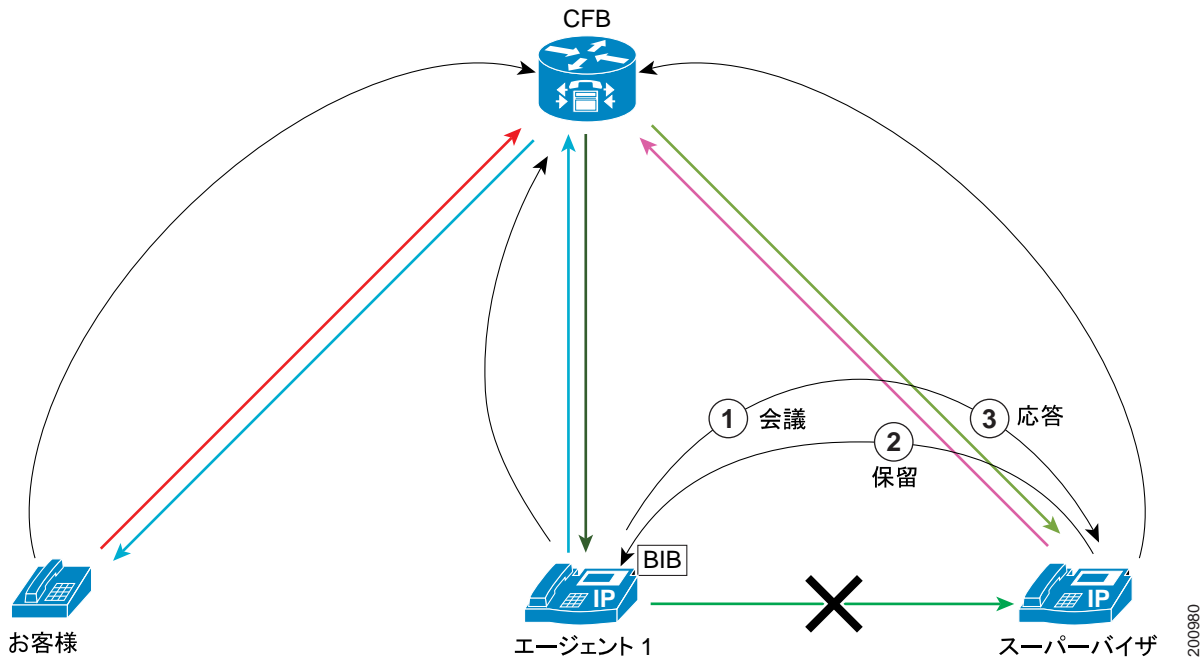 CFB
1 会議
3 応答
2
保留
BIB
IP
IP
お客様
エージェント 1
スーパーバイザ
200980